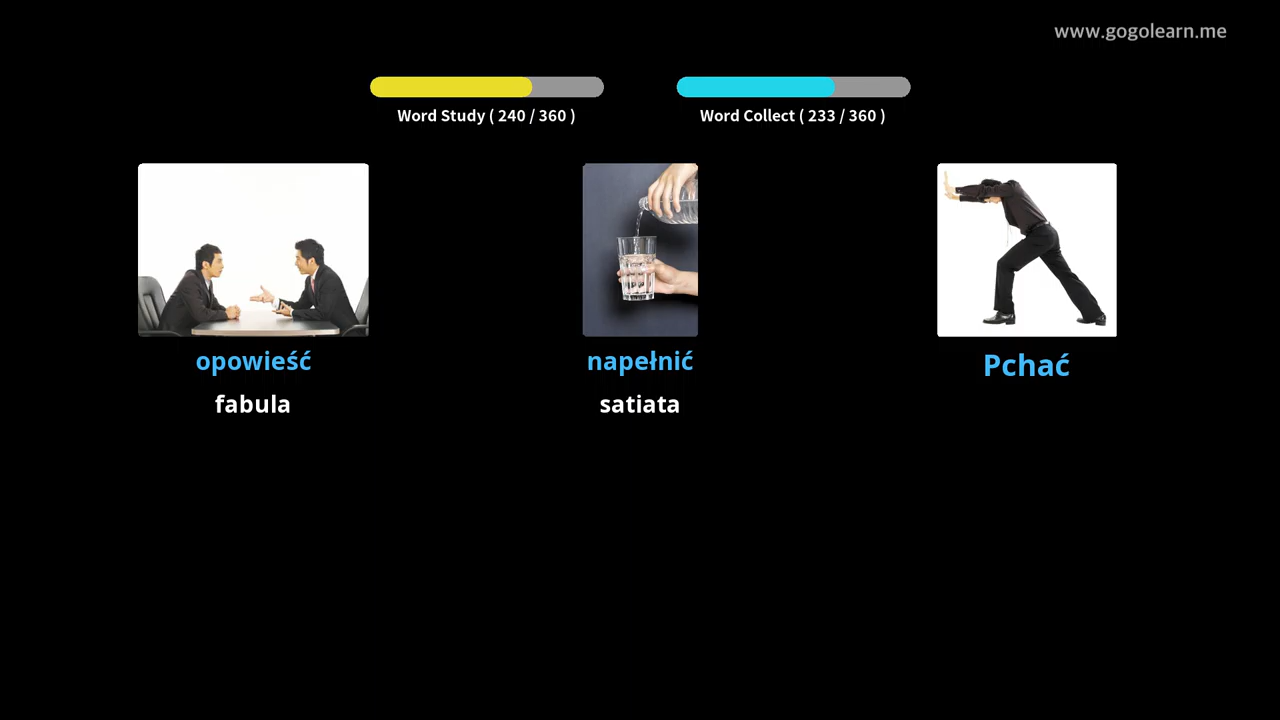 www.gogolearn.me
Word Study ( 240 / 360 )
Word Collect ( 233 / 360 )
opowieść
fabula
napełnić
satiata
Pchać